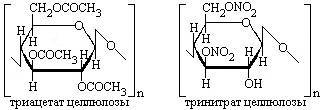 CH₂OCOCH₃ CH₂ONO₂
H O H O
H O H O
OCOCH₃ H ONO₂ H
H H
H OCOCH₃ n H OH n
триацетат целлюлозы тринитрат целлюлозы